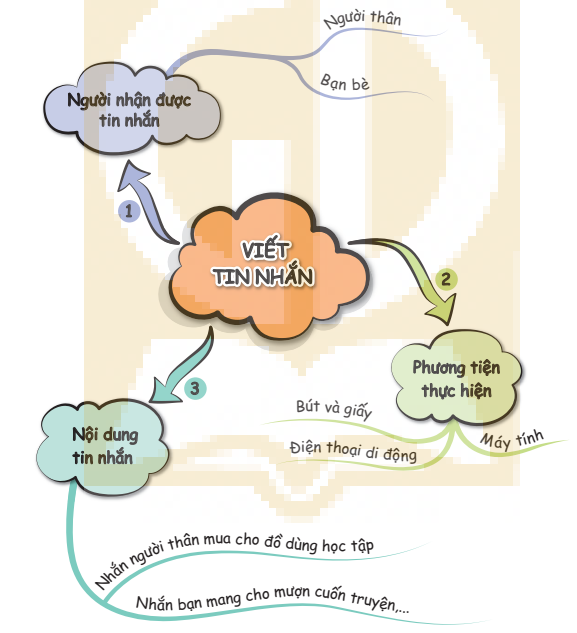 Người thân
Bạn bè
Người nhận được
tin nhắn
1
VIẾT
TIN NHẮN
2
Phương tiện
thực hiện
Bút và giấy
Điện thoại di động
Máy tính
3
Nội dung
tin nhắn
Nhắn người thân mua cho đồ dùng học tập
Nhắn bạn mang cho mượn cuốn truyện,...